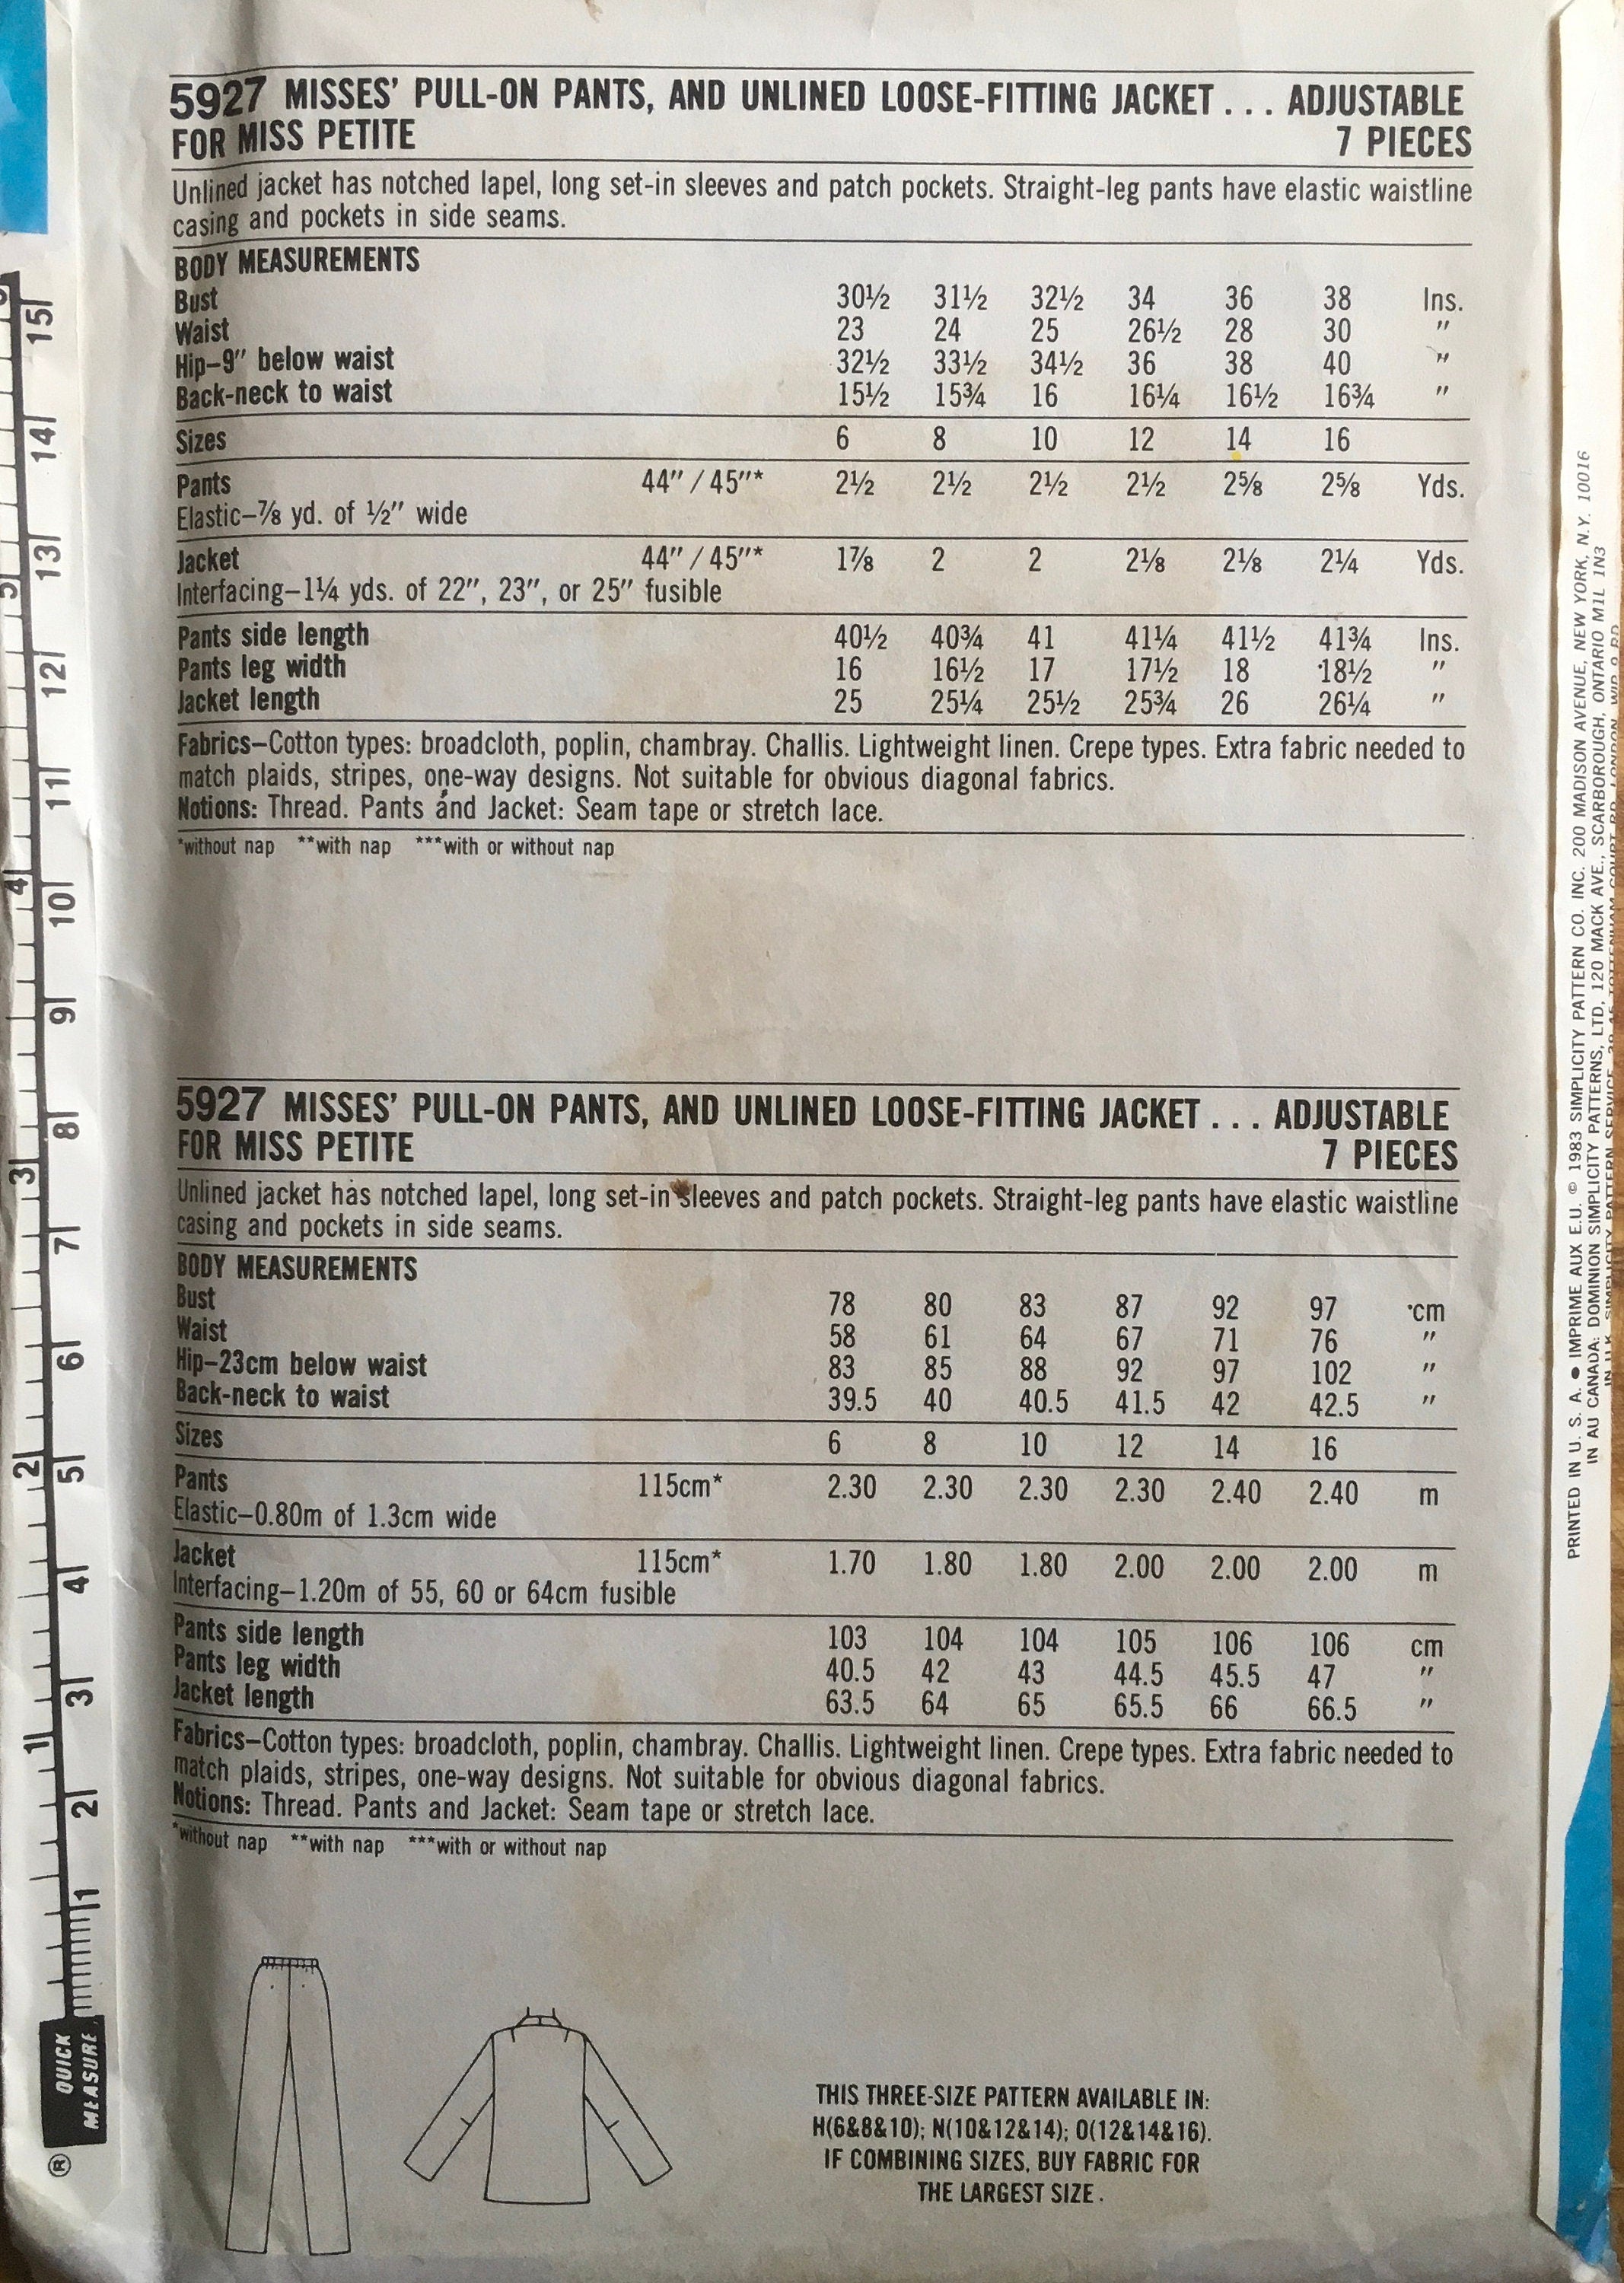 5927 MISSES' PULL-ON PANTS, AND UNLINED LOOSE-FITTING JACKET . . . ADJUSTABLE
FOR MISS PETITE 7 PIECES
Unlined jacket has notched lapel, long set-in sleeves and patch pockets. Straight-leg pants have elastic waistline
casing and pockets in side seams.
BODY MEASUREMENTS
Bust 30½ 31½ 32½ 34 36 38 Ins.
Waist 23 24 25 26½ 28 30 "
Hip–9" below waist 32½ 33½ 34½ 36 38 40 "
Back-neck to waist 15½ 15¾ 16 16¼ 16½ 16¾ "
Sizes 6 8 10 12 14 16
Pants 44" / 45"* 2½ 2½ 2½ 2½ 2⅝ 2⅝ Yds.
Elastic–⅞ yd. of ½" wide
Jacket 44" / 45"* 1⅞ 2 2 2⅛ 2⅛ 2¼ Yds.
Interfacing–1¼ yds. of 22", 23", or 25" fusible
Pants side length 40½ 40¾ 41 41¼ 41½ 41¾ Ins.
Pants leg width 16 16½ 17 17½ 18 18½ "
Jacket length 25 25¼ 25½ 25¾ 26 26¼ "
Fabrics–Cotton types: broadcloth, poplin, chambray. Challis. Lightweight linen. Crepe types. Extra fabric needed to
match plaids, stripes, one-way designs. Not suitable for obvious diagonal fabrics.
Notions: Thread. Pants and Jacket: Seam tape or stretch lace.
*without nap **with nap ***with or without nap
5927 MISSES' PULL-ON PANTS, AND UNLINED LOOSE-FITTING JACKET . . . ADJUSTABLE
FOR MISS PETITE 7 PIECES
Unlined jacket has notched lapel, long set-in sleeves and patch pockets. Straight-leg pants have elastic waistline
casing and pockets in side seams.
BODY MEASUREMENTS
Bust 78 80 83 87 92 97 cm
Waist 58 61 64 67 71 76 "
Hip–23cm below waist 83 85 88 92 97 102 "
Back-neck to waist 39.5 40 40.5 41.5 42 42.5 "
Sizes 6 8 10 12 14 16
Pants 115cm* 2.30 2.30 2.30 2.30 2.40 2.40 m
Elastic–0.80m of 1.3cm wide
Jacket 115cm* 1.70 1.80 1.80 2.00 2.00 2.00 m
Interfacing–1.20m of 55, 60 or 64cm fusible
Pants side length 103 104 104 105 106 106 cm
Pants leg width 40.5 42 43 44.5 45.5 47 "
Jacket length 63.5 64 65 65.5 66 66.5 "
Fabrics–Cotton types: broadcloth, poplin, chambray. Challis. Lightweight linen. Crepe types. Extra fabric needed to
match plaids, stripes, one-way designs. Not suitable for obvious diagonal fabrics.
Notions: Thread. Pants and Jacket: Seam tape or stretch lace.
*without nap **with nap ***with or without nap
THIS THREE-SIZE PATTERN AVAILABLE IN:
H(6&8&10); N(10&12&14); O(12&14&16).
IF COMBINING SIZES, BUY FABRIC FOR
THE LARGEST SIZE.
QUICK
MEASURE
®
1 2 3 4 5 6 7 8 9 10 11 12 13 14 15
1 2 3 4 5
PRINTED IN U. S. A. ● IMPRIME AUX E.U. © 1983 SIMPLICITY PATTERN CO. INC. 200 MADISON AVENUE, NEW YORK, N.Y. 10016
IN AU CANADA: DOMINION SIMPLICITY PATTERNS, LTD. 120 MACK AVE., SCARBOROUGH, ONTARIO M1L 1N3